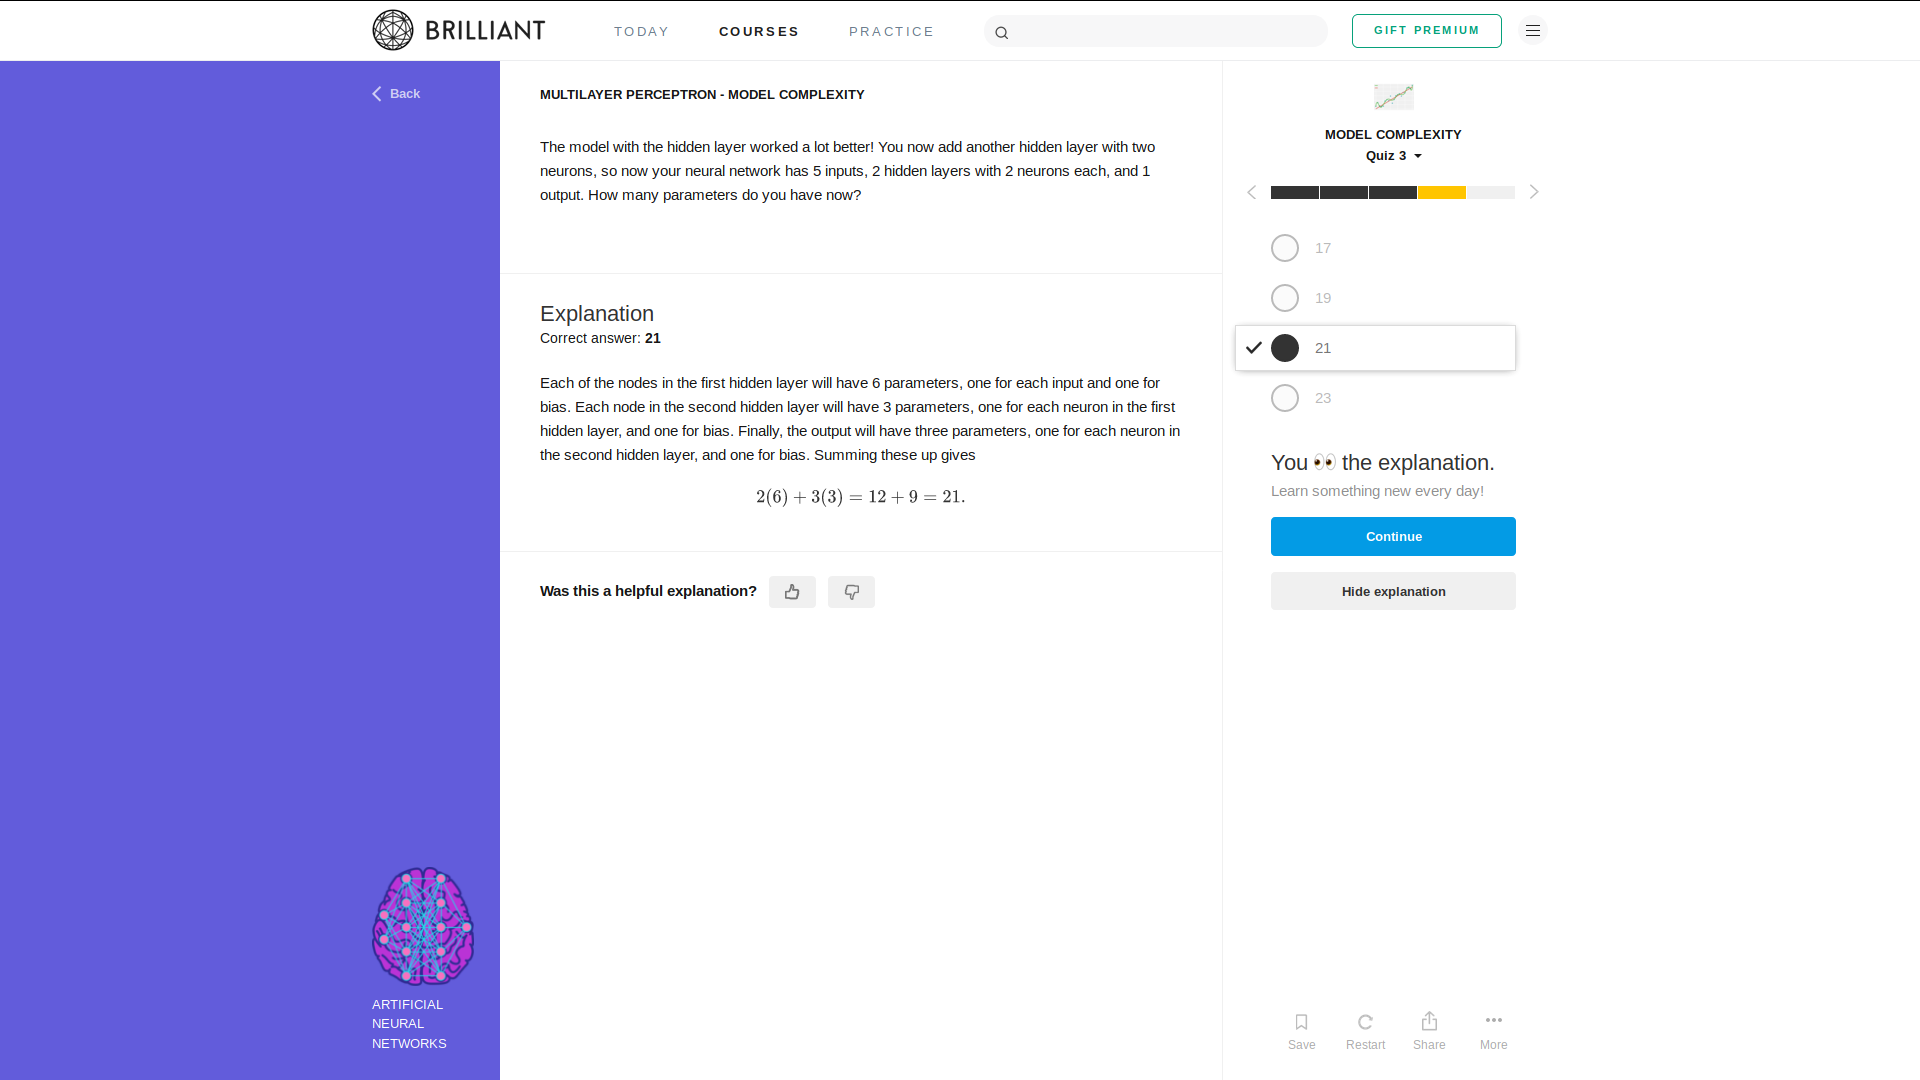 BRILLIANT
TODAY
COURSES
PRACTICE
GIFT PREMIUM
Back
MULTILAYER PERCEPTRON - MODEL COMPLEXITY
The model with the hidden layer worked a lot better! You now add another hidden layer with two
neurons, so now your neural network has 5 inputs, 2 hidden layers with 2 neurons each, and 1
output. How many parameters do you have now?
Explanation
Correct answer: 21
Each of the nodes in the first hidden layer will have 6 parameters, one for each input and one for
bias. Each node in the second hidden layer will have 3 parameters, one for each neuron in the first
hidden layer, and one for bias. Finally, the output will have three parameters, one for each neuron in
the second hidden layer, and one for bias. Summing these up gives
2(6) + 3(3) = 12 + 9 = 21.
Was this a helpful explanation?
MODEL COMPLEXITY
Quiz 3
17
19
21
23
You 👀 the explanation.
Learn something new every day!
Continue
Hide explanation
Save
Restart
Share
More
ARTIFICIAL
NEURAL
NETWORKS